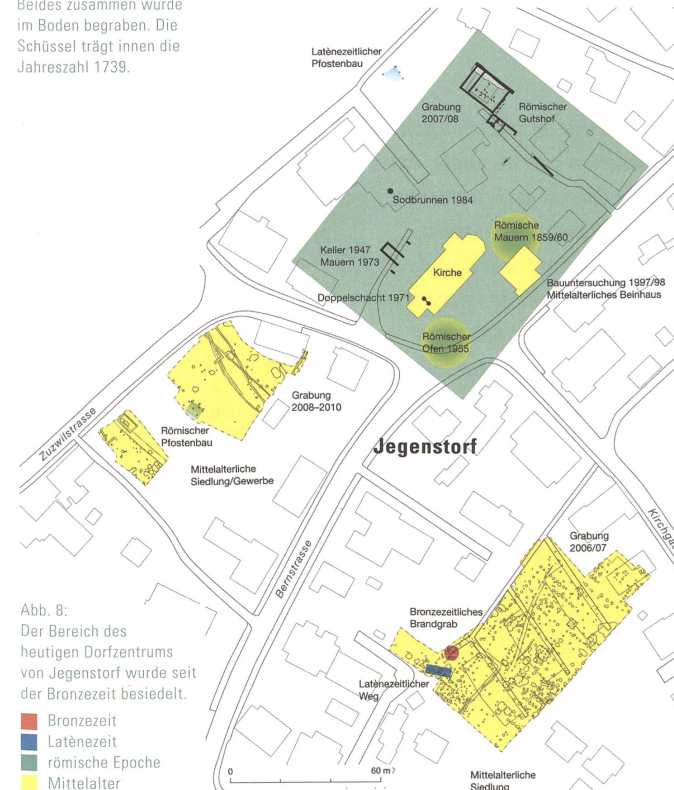 Beides zusammen wurde
im Boden begraben. Die
Schüssel trägt innen die
Jahreszahl 1739.
Latènezeitlicher
Pfostenbau
Grabung
2007/08
Römischer
Gutshof
Sodbrunnen 1984
Römische
Mauern 1859/60
Keller 1947
Mauern 1973
Kirche
Bauuntersuchung 1997/98
Mittelalterliches Beinhaus
Doppelschacht 1971
Römischer
Ofen 1955
Grabung
2008–2010
Zuzwilstrasse
Römischer
Pfostenbau
Jegenstorf
Mittelalterliche
Siedlung/Gewerbe
Kirchga
Grabung
2006/07
Bernstrasse
Bronzezeitliches
Brandgrab
Latènezeitlicher
Weg
Abb. 8:
Der Bereich des
heutigen Dorfzentrums
von Jegenstorf wurde seit
der Bronzezeit besiedelt.
Bronzezeit
Latènezeit
römische Epoche
Mittelalter
0 60 m
Mittelalterliche
Siedlung